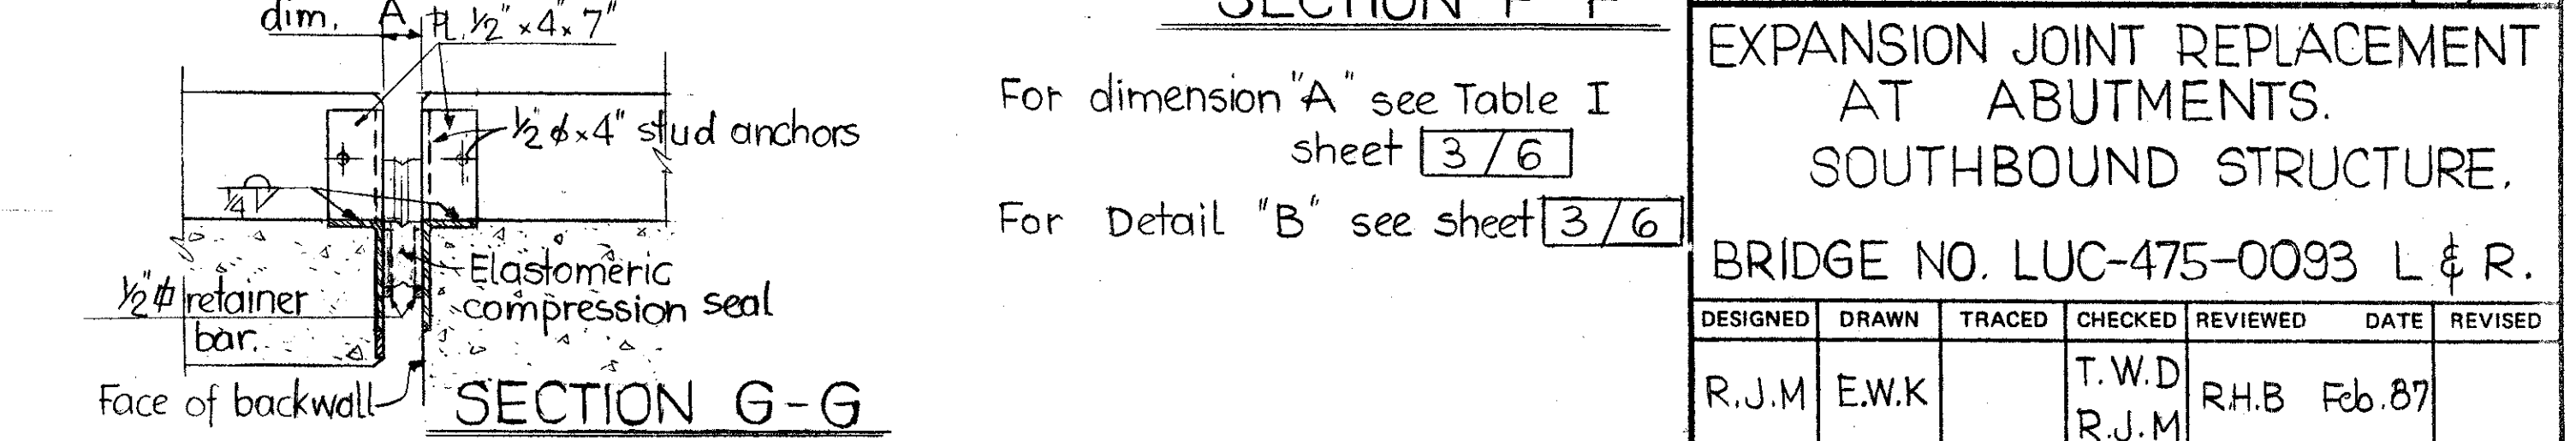 dim. A
PL ½" x 4" x 7"
½" ϕ x 4" stud anchors
¼
Elastomeric
compression seal
½" ϕ retainer
bar.
Face of backwall
SECTION G-G
SECTION F-F
For dimension "A" see Table I
sheet 3/6
For Detail "B" see sheet 3/6
EXPANSION JOINT REPLACEMENT
AT ABUTMENTS.
SOUTHBOUND STRUCTURE.
BRIDGE NO. LUC-475-0093 L & R.
DESIGNED DRAWN TRACED CHECKED REVIEWED DATE REVISED
R.J.M E.W.K T.W.D R.H.B Feb.87
R.J.M